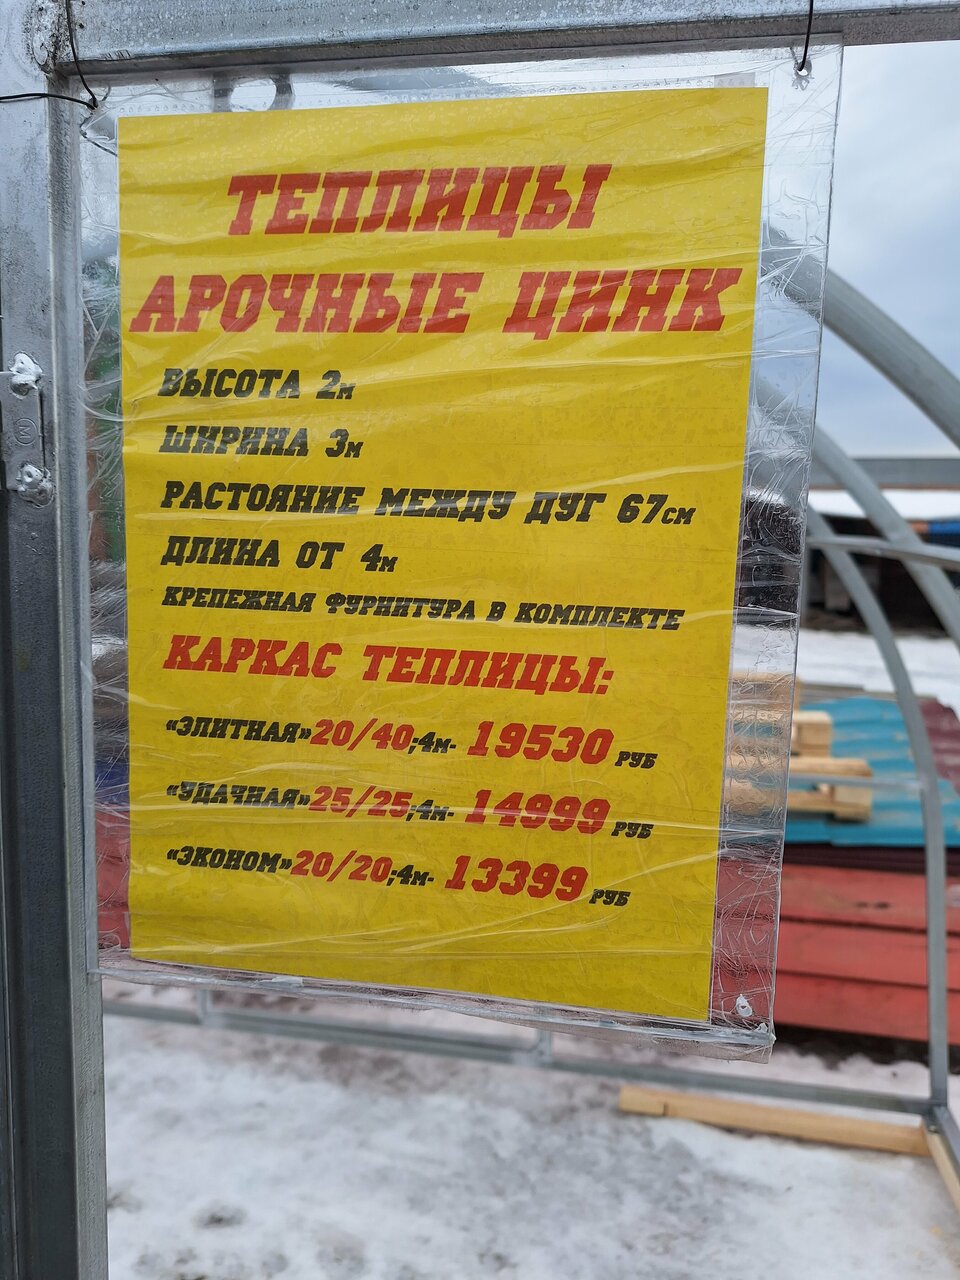 ТЕПЛИЦЫ
АРОЧНЫЕ ЦИНК
ВЫСОТА 2м
ШИРИНА 3м
РАСТОЯНИЕ МЕЖДУ ДУГ 67см
ДЛИНА ОТ 4м
КРЕПЕЖНАЯ ФУРНИТУРА В КОМПЛЕКТЕ
КАРКАС ТЕПЛИЦЫ:
«ЭЛИТНАЯ»20/40;4м- 19530 РУБ
«УДАЧНАЯ»25/25;4м- 14999 РУБ
«ЭКОНОМ»20/20;4м- 13399 РУБ